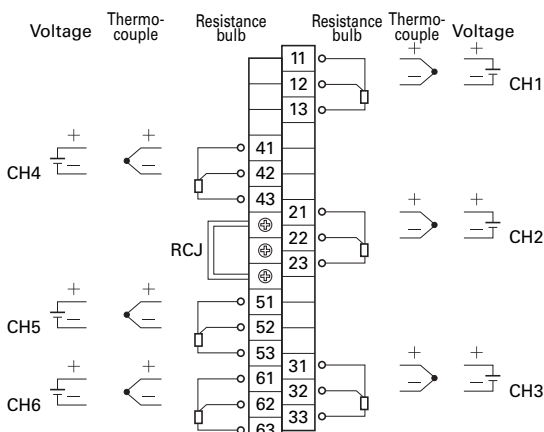 Voltage Thermo-couple Resistance bulb Resistance bulb Thermo-couple Voltage
11
12
13
+ − + − CH1
41
42
43
CH4 + − + −
21
22
23
+ − + − CH2
RCJ
51
52
53
CH5 + − + −
31
32
33
+ − + − CH3
61
62
63
CH6 + − + −